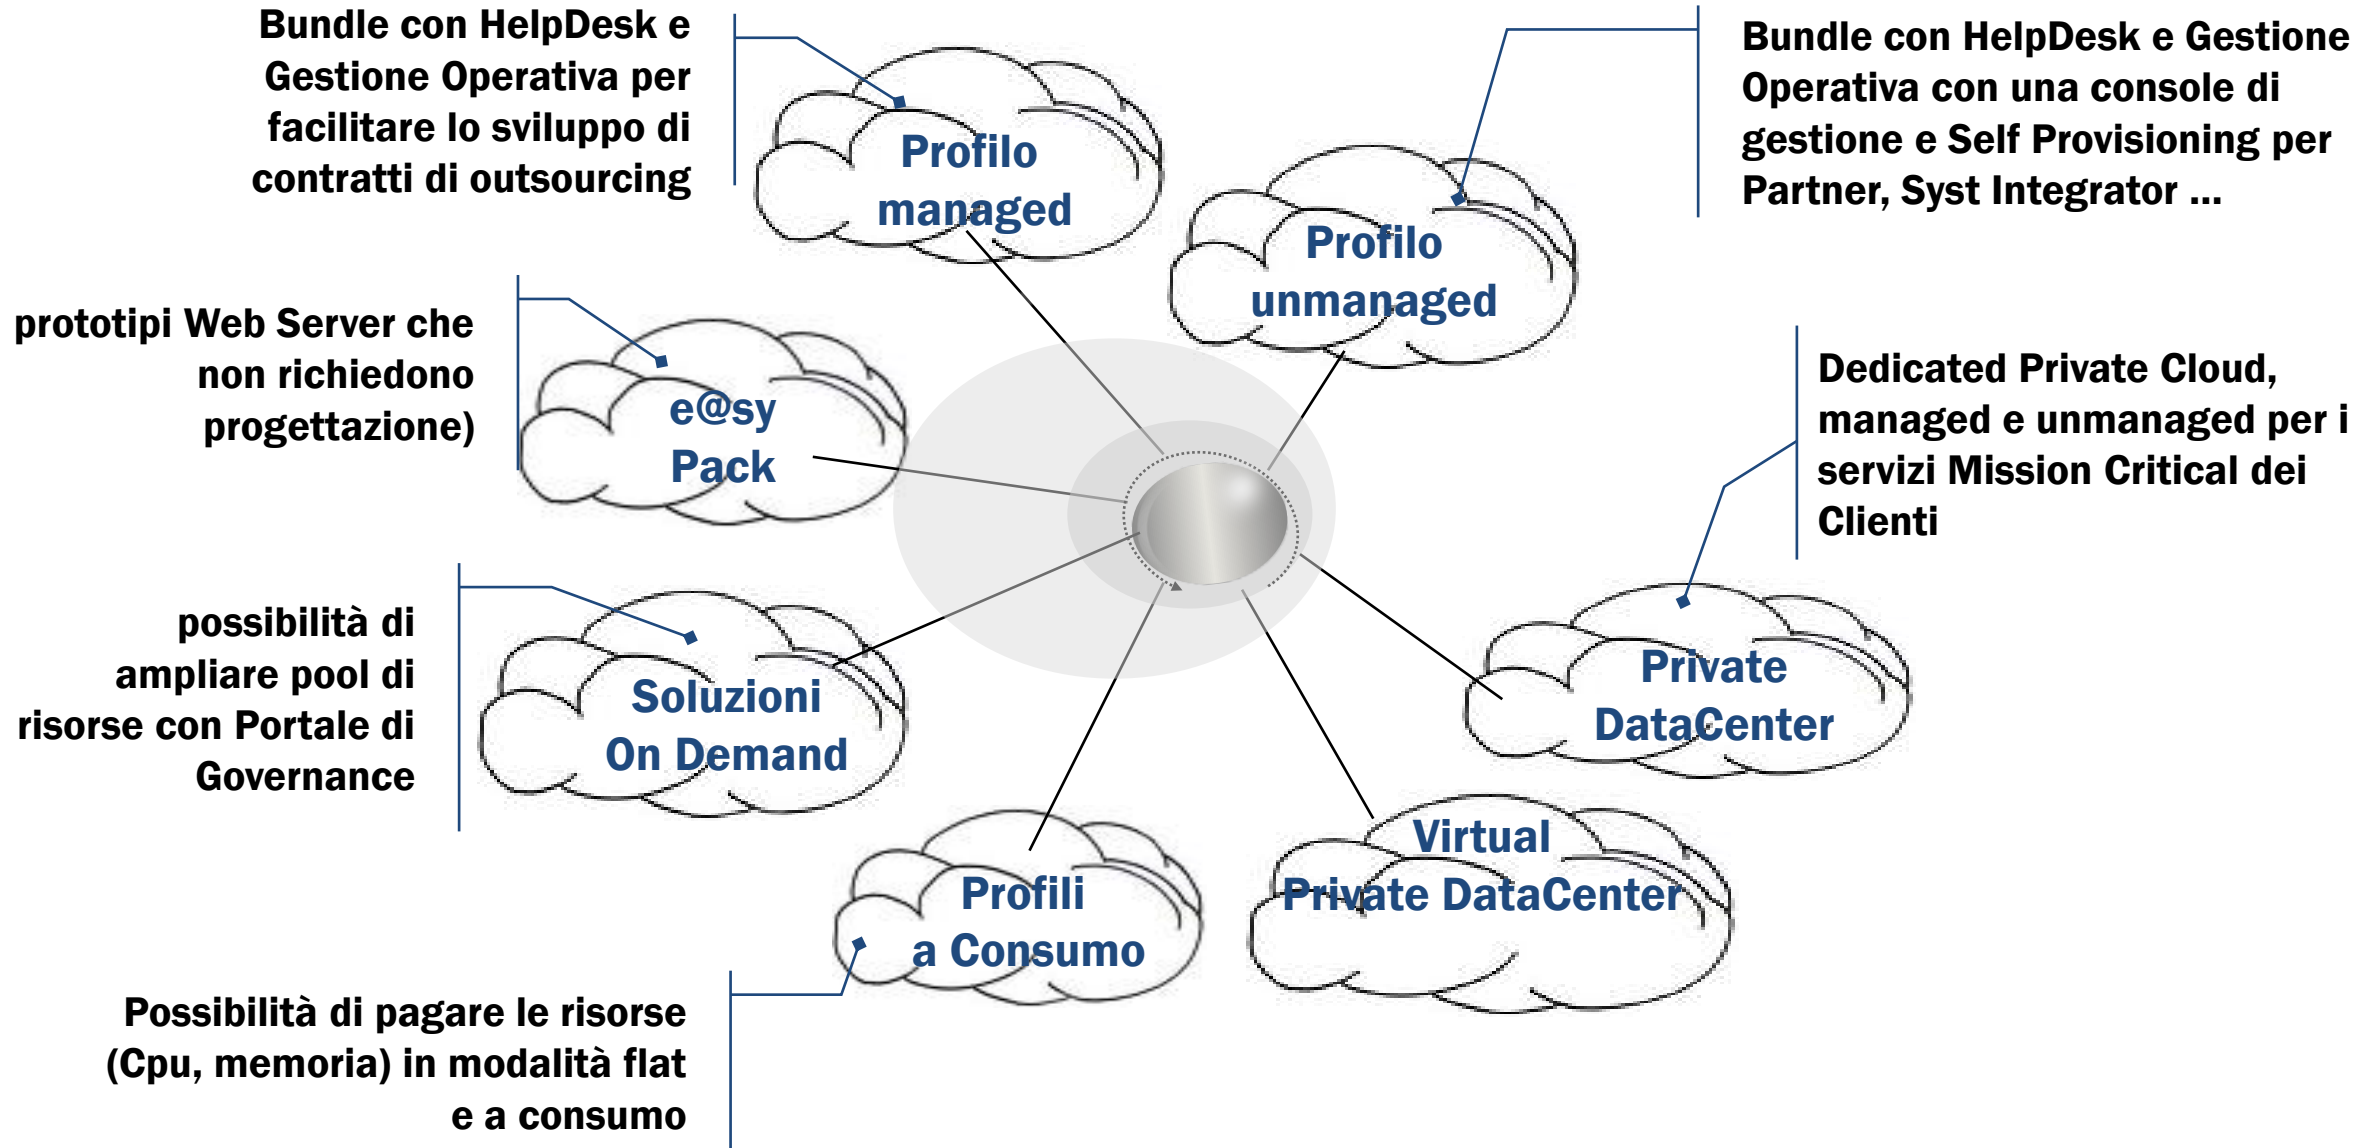 Bundle con HelpDesk e
Gestione Operativa per
facilitare lo sviluppo di
contratti di outsourcing
Profilo
managed
Bundle con HelpDesk e Gestione
Operativa con una console di
gestione e Self Provisioning per
Partner, Syst Integrator ...
Profilo
unmanaged
prototipi Web Server che
non richiedono
progettazione)
e@sy
Pack
Dedicated Private Cloud,
managed e unmanaged per i
servizi Mission Critical dei
Clienti
Private
DataCenter
possibilità di
ampliare pool di
risorse con Portale di
Governance
Soluzioni
On Demand
Virtual
Private DataCenter
Profili
a Consumo
Possibilità di pagare le risorse
(Cpu, memoria) in modalità flat
e a consumo